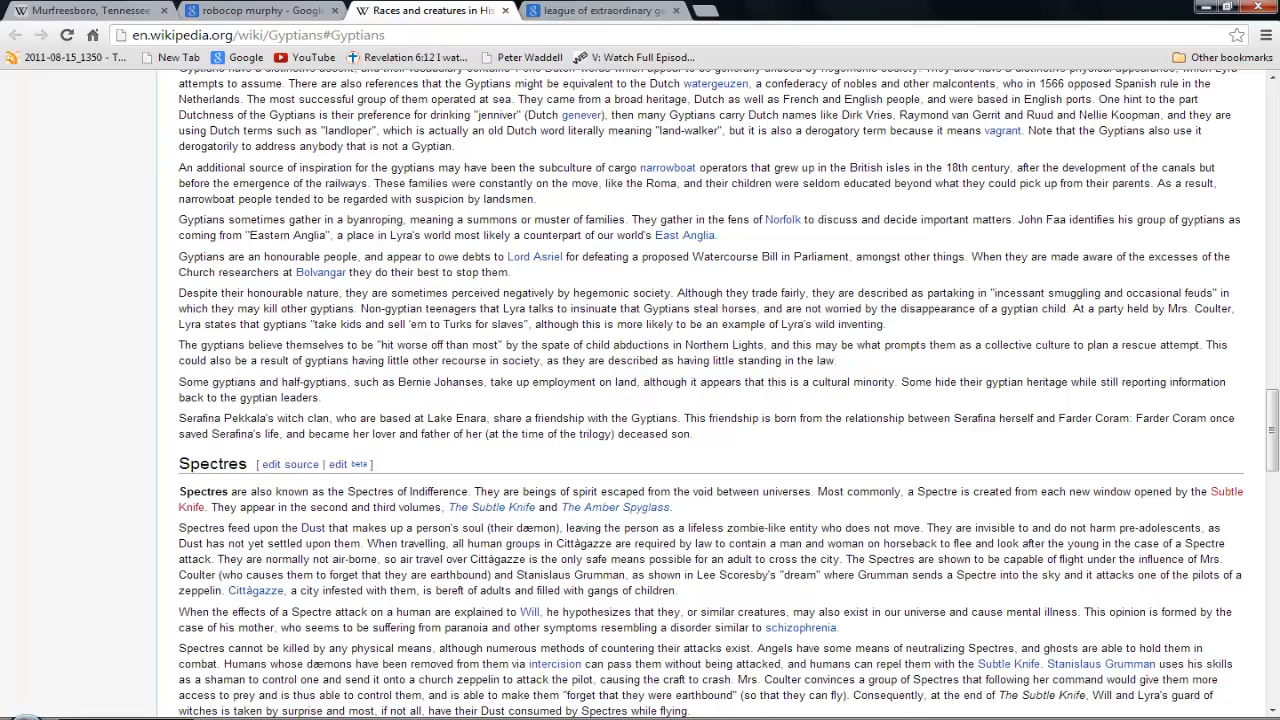 Murfreesboro, Tennessee
robocop murphy - Google
Races and creatures in His
league of extraordinary ge
en.wikipedia.org/wiki/Gyptians#Gyptians
2011-08-15_1350 - T...
New Tab
Google
YouTube
Revelation 6:12 I wat...
Peter Waddell
V: Watch Full Episod...
Other bookmarks
attempts to assume. There are also references that the Gyptians might be equivalent to the Dutch watergeuzen, a confederacy of nobles and other malcontents, who in 1566 opposed Spanish rule in the
Netherlands. The most successful group of them operated at sea. They came from a broad heritage, Dutch as well as French and English people, and were based in English ports. One hint to the part
Dutchness of the Gyptians is their preference for drinking "jenniver" (Dutch genever), then many Gyptians carry Dutch names like Dirk Vries, Raymond van Gerrit and Ruud and Nellie Koopman, and they are
using Dutch terms such as "landloper", which is actually an old Dutch word literally meaning "land-walker", but it is also a derogatory term because it means vagrant. Note that the Gyptians also use it
derogatorily to address anybody that is not a Gyptian.
An additional source of inspiration for the gyptians may have been the subculture of cargo narrowboat operators that grew up in the British isles in the 18th century, after the development of the canals but
before the emergence of the railways. These families were constantly on the move, like the Roma, and their children were seldom educated beyond what they could pick up from their parents. As a result,
narrowboat people tended to be regarded with suspicion by landsmen.
Gyptians sometimes gather in a byanroping, meaning a summons or muster of families. They gather in the fens of Norfolk to discuss and decide important matters. John Faa identifies his group of gyptians as
coming from "Eastern Anglia", a place in Lyra's world most likely a counterpart of our world's East Anglia.
Gyptians are an honourable people, and appear to owe debts to Lord Asriel for defeating a proposed Watercourse Bill in Parliament, amongst other things. When they are made aware of the excesses of the
Church researchers at Bolvangar they do their best to stop them.
Despite their honourable nature, they are sometimes perceived negatively by hegemonic society. Although they trade fairly, they are described as partaking in "incessant smuggling and occasional feuds" in
which they may kill other gyptians. Non-gyptian teenagers that Lyra talks to insinuate that Gyptians steal horses, and are not worried by the disappearance of a gyptian child. At a party held by Mrs. Coulter,
Lyra states that gyptians "take kids and sell 'em to Turks for slaves", although this is more likely to be an example of Lyra's wild inventing.
The gyptians believe themselves to be "hit worse off than most" by the spate of child abductions in Northern Lights, and this may be what prompts them as a collective culture to plan a rescue attempt. This
could also be a result of gyptians having little other recourse in society, as they are described as having little standing in the law.
Some gyptians and half-gyptians, such as Bernie Johanses, take up employment on land, although it appears that this is a cultural minority. Some hide their gyptian heritage while still reporting information
back to the gyptian leaders.
Serafina Pekkala's witch clan, who are based at Lake Enara, share a friendship with the Gyptians. This friendship is born from the relationship between Serafina herself and Farder Coram: Farder Coram once
saved Serafina's life, and became her lover and father of her (at the time of the trilogy) deceased son.
Spectres [ edit source | edit beta ]
Spectres are also known as the Spectres of Indifference. They are beings of spirit escaped from the void between universes. Most commonly, a Spectre is created from each new window opened by the Subtle
Knife. They appear in the second and third volumes, The Subtle Knife and The Amber Spyglass.
Spectres feed upon the Dust that makes up a person's soul (their dæmon), leaving the person as a lifeless zombie-like entity who does not move. They are invisible to and do not harm pre-adolescents, as
Dust has not yet settled upon them. When travelling, all human groups in Cittàgazze are required by law to contain a man and woman on horseback to flee and look after the young in the case of a Spectre
attack. They are normally not air-borne, so air travel over Cittàgazze is the only safe means possible for an adult to cross the city. The Spectres are shown to be capable of flight under the influence of Mrs.
Coulter (who causes them to forget that they are earthbound) and Stanislaus Grumman, as shown in Lee Scoresby's "dream" where Grumman sends a Spectre into the sky and it attacks one of the pilots of a
zeppelin. Cittàgazze, a city infested with them, is bereft of adults and filled with gangs of children.
When the effects of a Spectre attack on a human are explained to Will, he hypothesizes that they, or similar creatures, may also exist in our universe and cause mental illness. This opinion is formed by the
case of his mother, who seems to be suffering from paranoia and other symptoms resembling a disorder similar to schizophrenia.
Spectres cannot be killed by any physical means, although numerous methods of countering their attacks exist. Angels have some means of neutralizing Spectres, and ghosts are able to hold them in
combat. Humans whose dæmons have been removed from them via intercision can pass them without being attacked, and humans can repel them with the Subtle Knife. Stanislaus Grumman uses his skills
as a shaman to control one and send it onto a church zeppelin to attack the pilot, causing the craft to crash. Mrs. Coulter convinces a group of Spectres that following her command would give them more
access to prey and is thus able to control them, and is able to make them "forget that they were earthbound" (so that they can fly). Consequently, at the end of The Subtle Knife, Will and Lyra's guard of
witches is taken by surprise and most, if not all, have their Dust consumed by Spectres while flying.